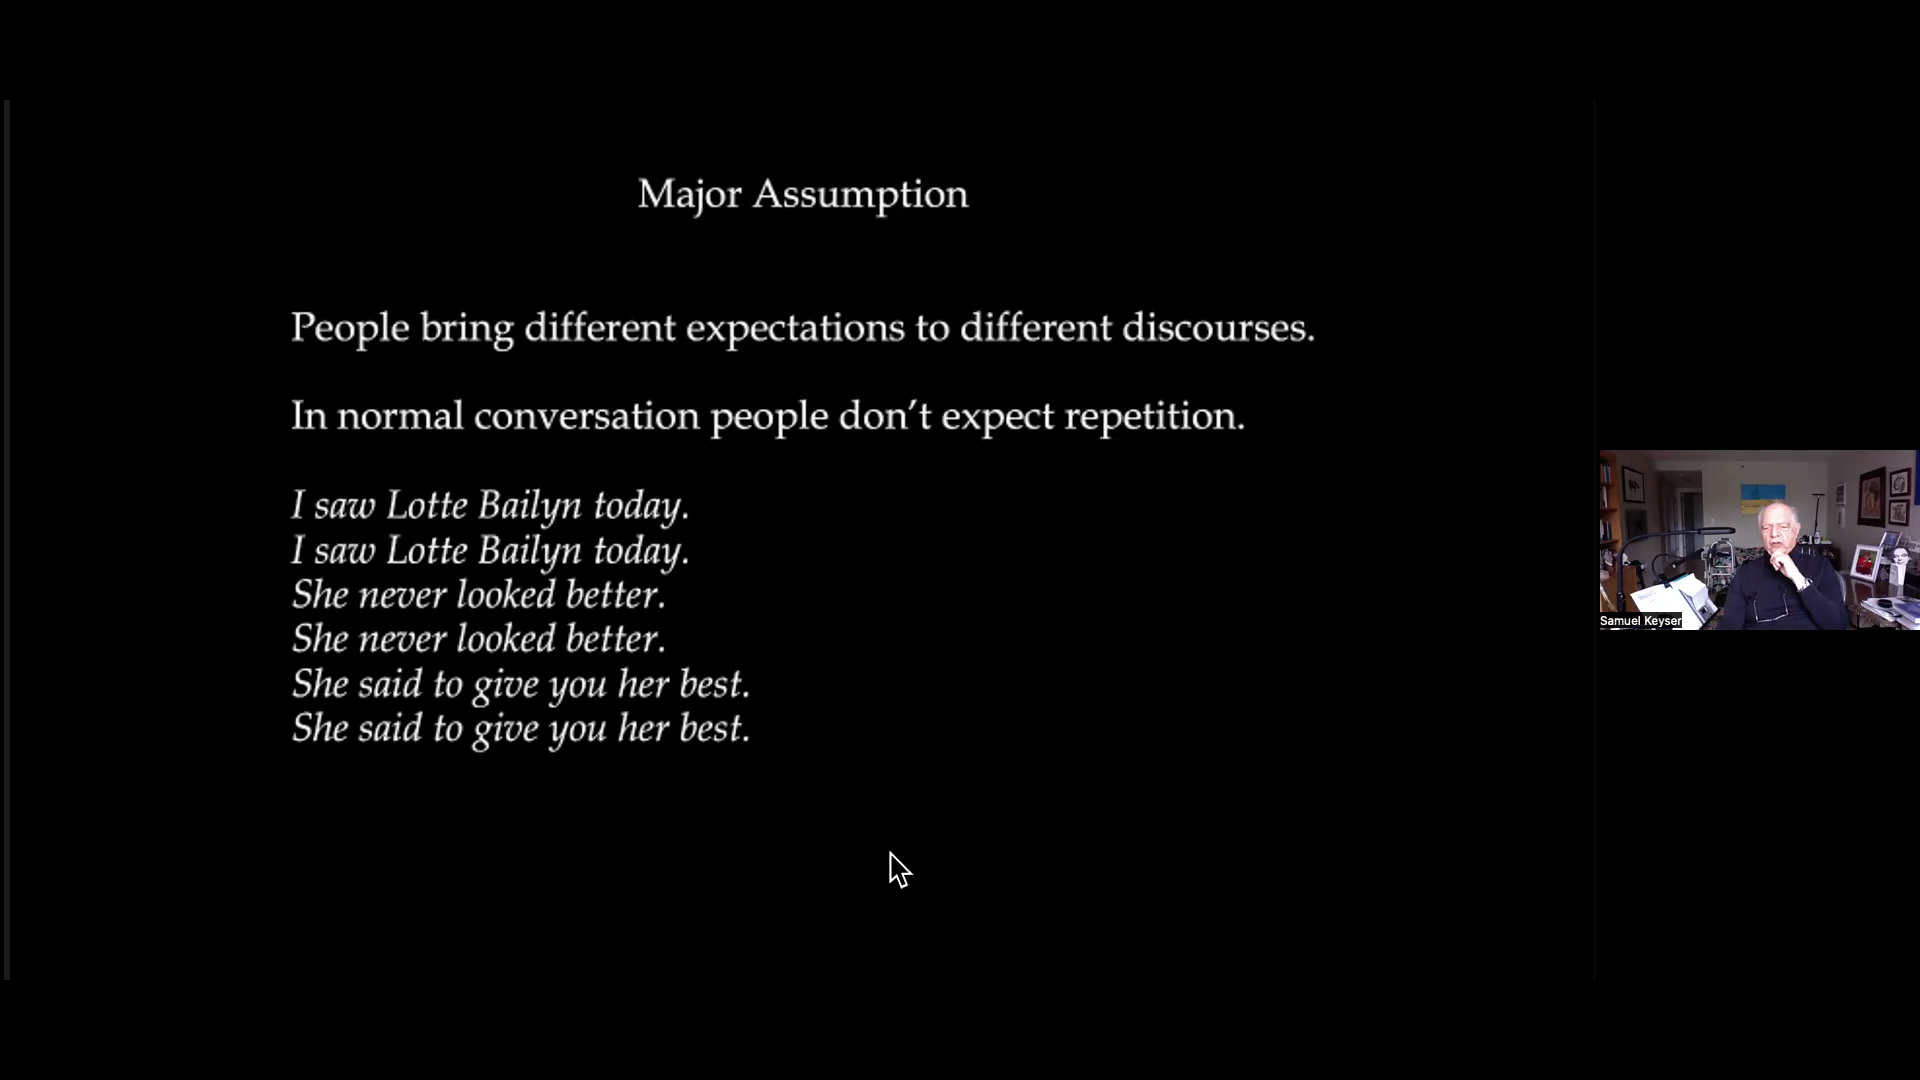 Major Assumption
People bring different expectations to different discourses.
In normal conversation people don’t expect repetition.
I saw Lotte Bailyn today.
I saw Lotte Bailyn today.
She never looked better.
She never looked better.
She said to give you her best.
She said to give you her best.
Samuel Keyser